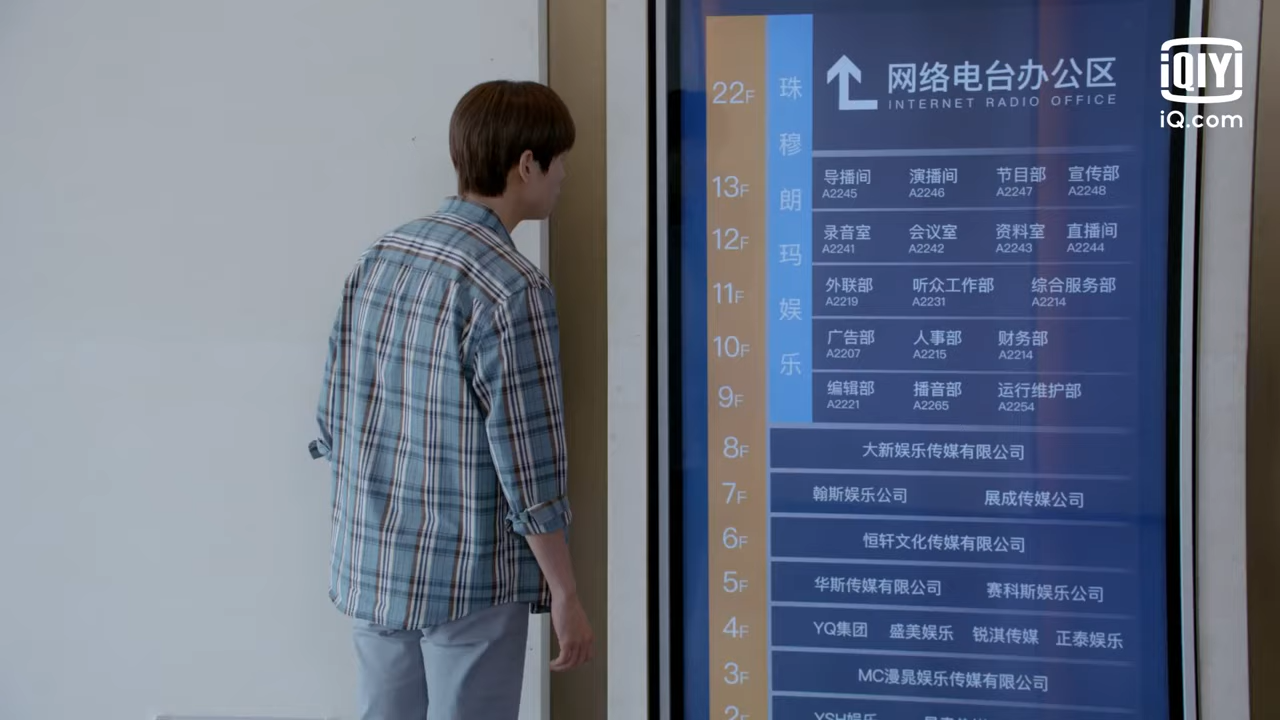 iQIYI
iQ.com
22F
珠穆朗玛娱乐
网络电台办公区
INTERNET RADIO OFFICE
13F 导播间 演播间 节目部 宣传部
A2245 A2246 A2247 A2248
12F 录音室 会议室 资料室 直播间
A2241 A2242 A2243 A2244
11F 外联部 听众工作部 综合服务部
A2219 A2231 A2214
10F 广告部 人事部 财务部
A2207 A2215 A2214
9F 编辑部 播音部 运行维护部
A2221 A2265 A2254
8F 大新娱乐传媒有限公司
7F 翰斯娱乐公司 展成传媒公司
6F 恒轩文化传媒有限公司
5F 华斯传媒有限公司 赛科斯娱乐公司
4F YQ集团 盛美娱乐 锐淇传媒 正泰娱乐
3F MC漫晁娱乐传媒有限公司
2F YSH娱乐